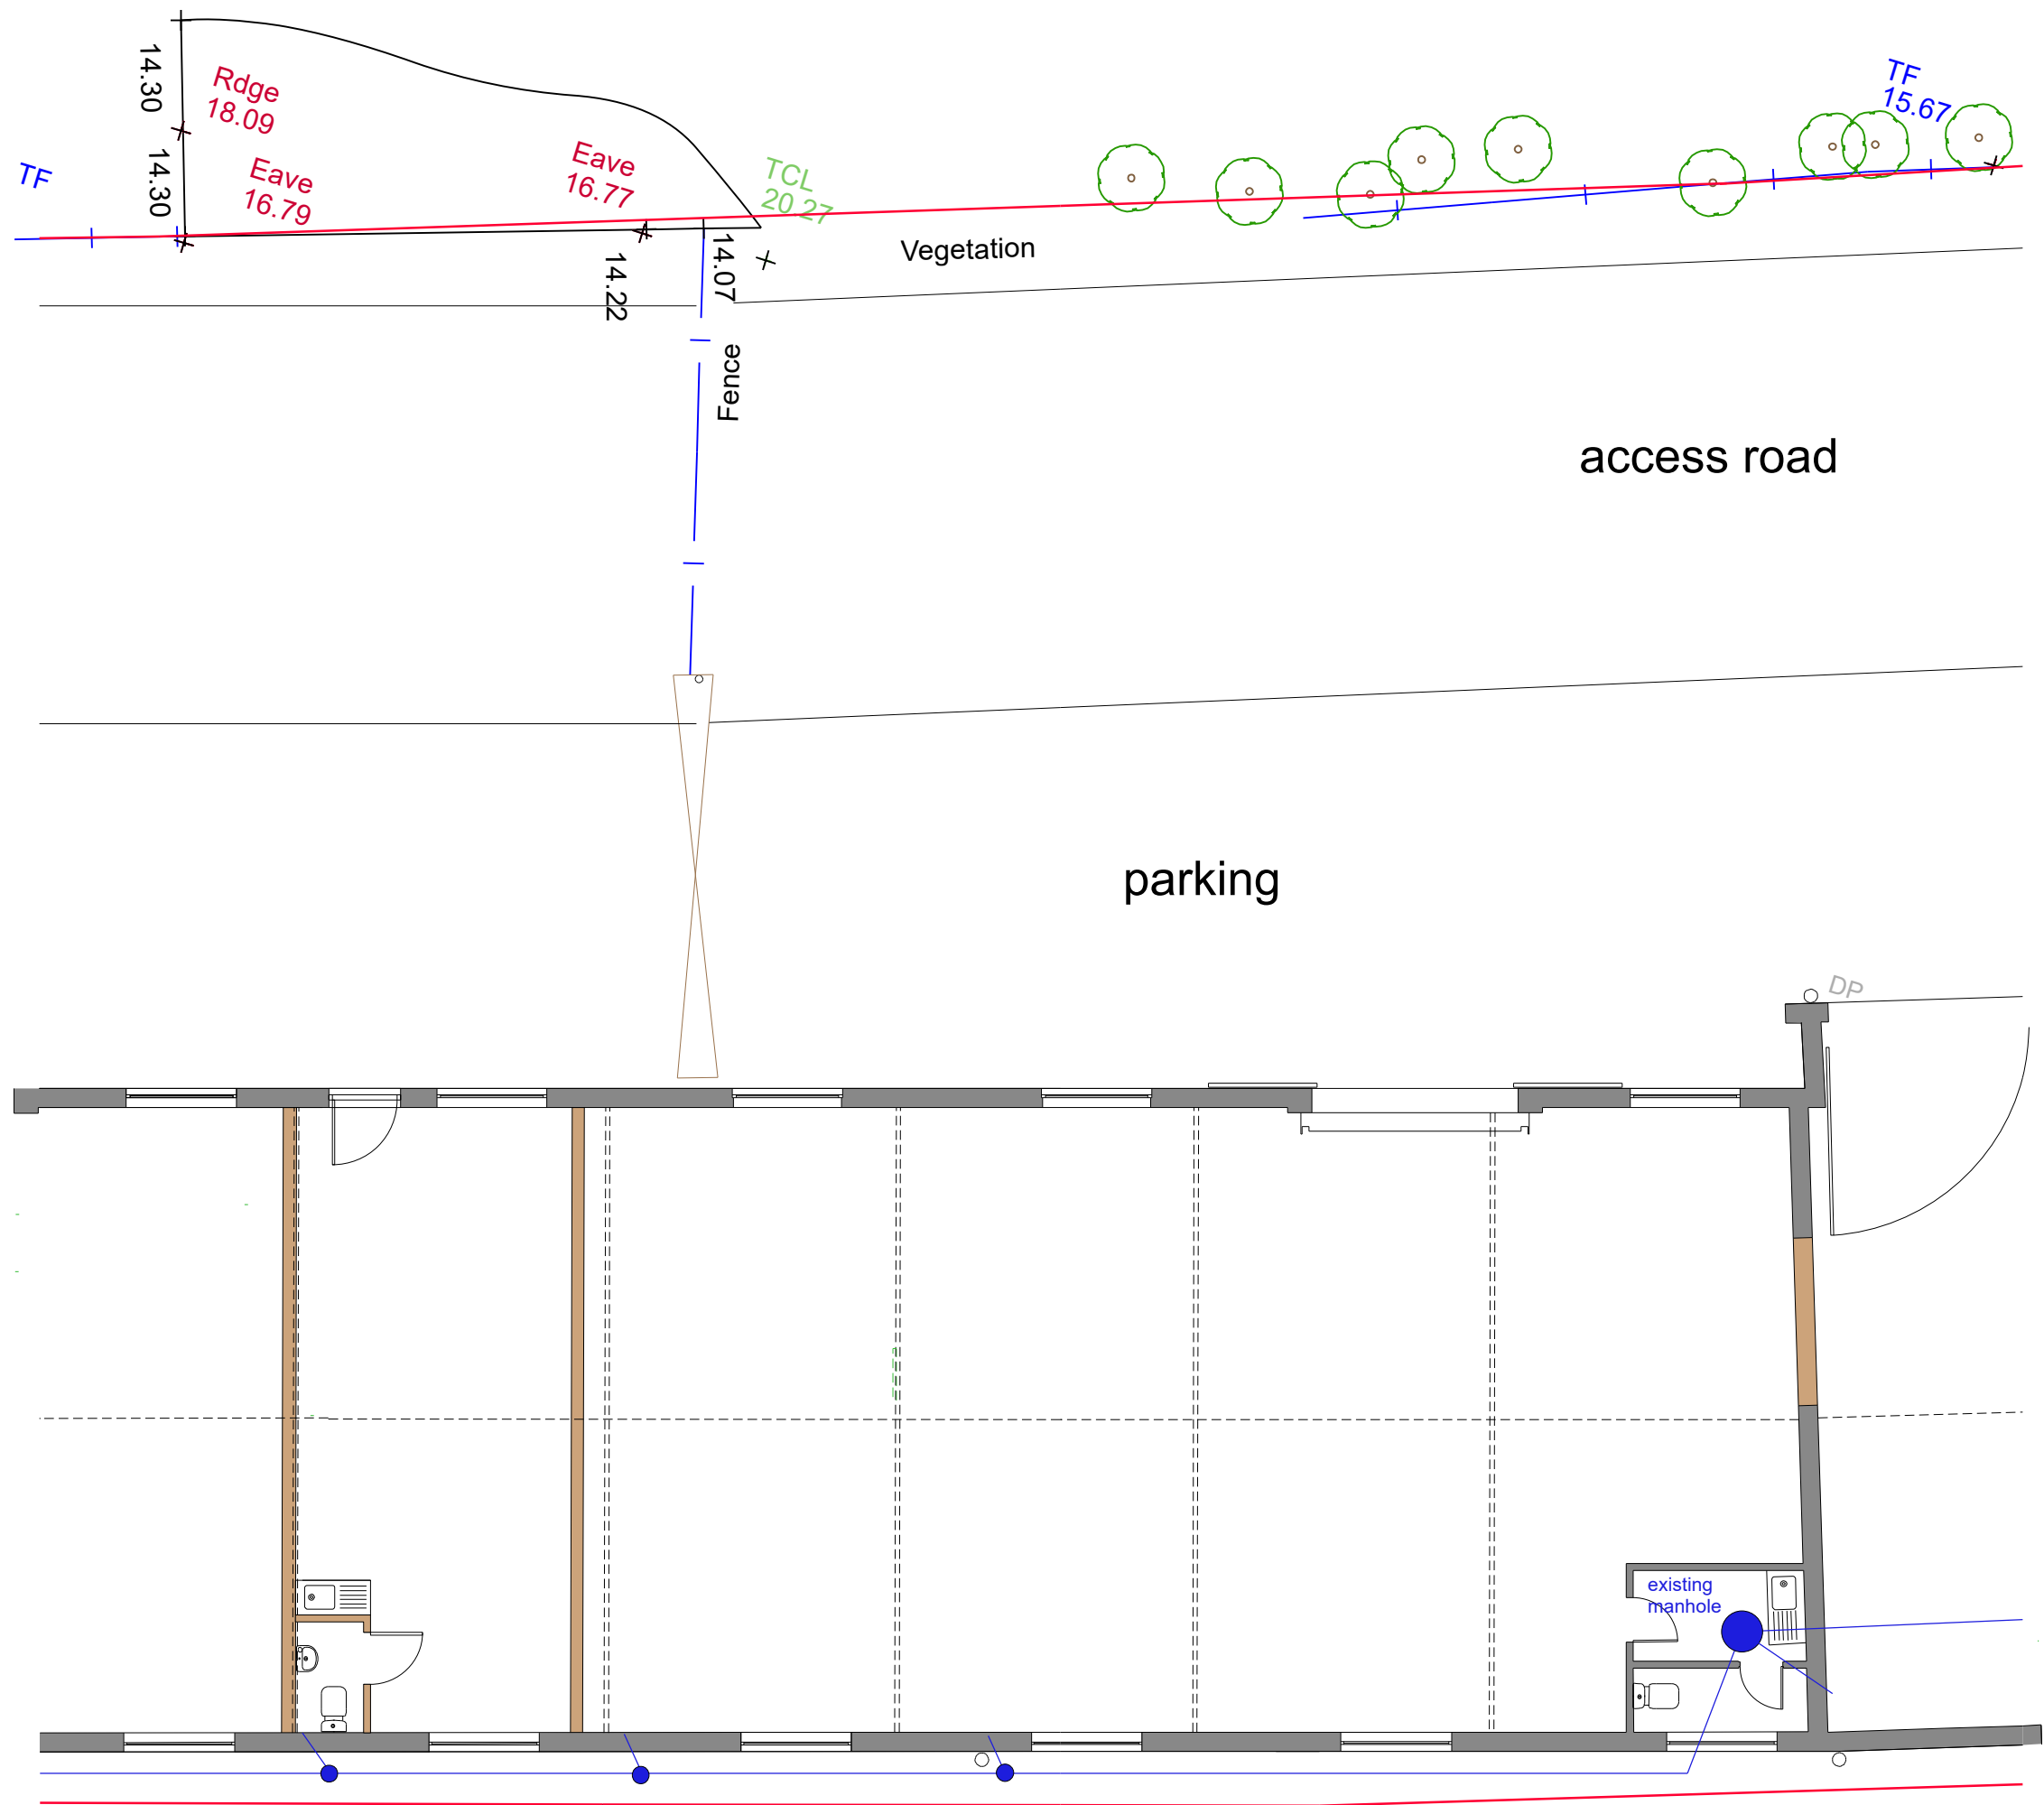 14.30
Rdge
18.09
TF
15.67
14.30
Eave
16.79
Eave
16.77
TCL
20.27
TF
14.22
14.07
Vegetation
Fence
access road
parking
DP
existing
manhole